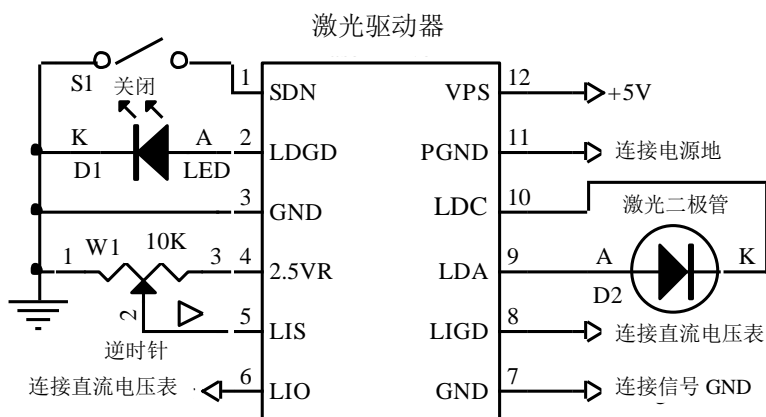 激光驱动器
S1 关闭 1 SDN VPS 12 +5V
K A 2 LDGD PGND 11 连接电源地
D1 LED
3 GND LDC 10 激光二极管
1 W1 10K 3 4 2.5VR LDA 9 A K
D2
2 5 LIS LIGD 8 连接直流电压表
逆时针
连接直流电压表 6 LIO GND 7 连接信号 GND